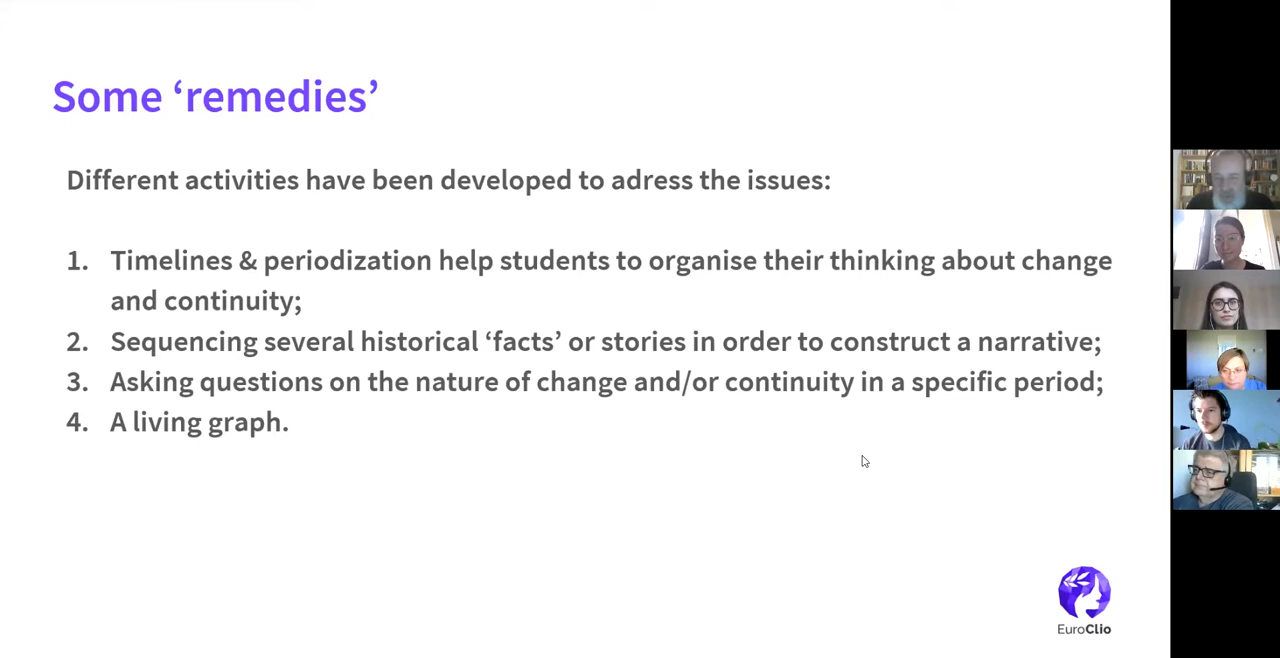 Some ‘remedies’
Different activities have been developed to adress the issues:
1. Timelines & periodization help students to organise their thinking about change
and continuity;
2. Sequencing several historical ‘facts’ or stories in order to construct a narrative;
3. Asking questions on the nature of change and/or continuity in a specific period;
4. A living graph.
EuroClio